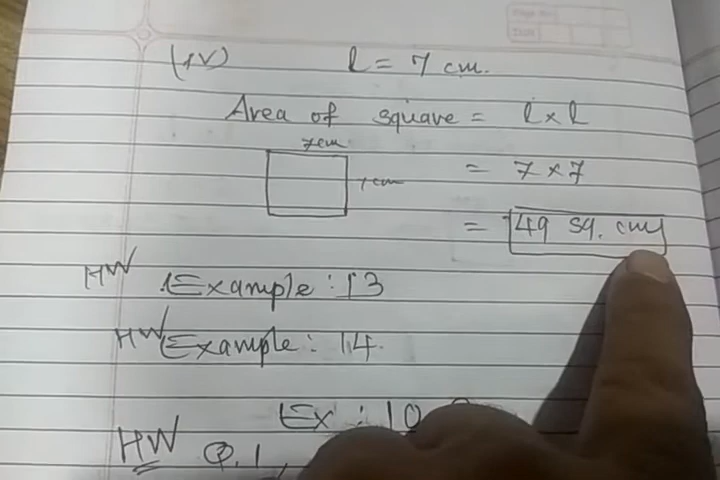 (iv) l = 7 cm.
Area of square = l × l
7cm
7cm
= 7 × 7
= 49 sq. cm
HW Example : 13
HW Example : 14.
Ex : 10
HW Q.1,